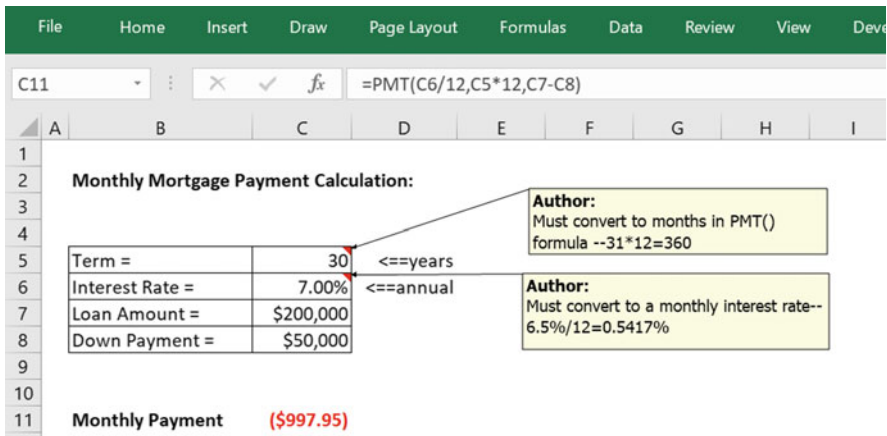 File Home Insert Draw Page Layout Formulas Data Review View Deve
C11 fx =PMT(C6/12,C5*12,C7-C8)
A B C D E F G H I
1
2 Monthly Mortgage Payment Calculation:
3 Author:
Must convert to months in PMT()
4 formula --31*12=360
5 Term = 30 <==years
6 Interest Rate = 7.00% <==annual Author:
7 Loan Amount = $200,000 Must convert to a monthly interest rate--
8 Down Payment = $50,000 6.5%/12=0.5417%
9
10
11 Monthly Payment ($997.95)